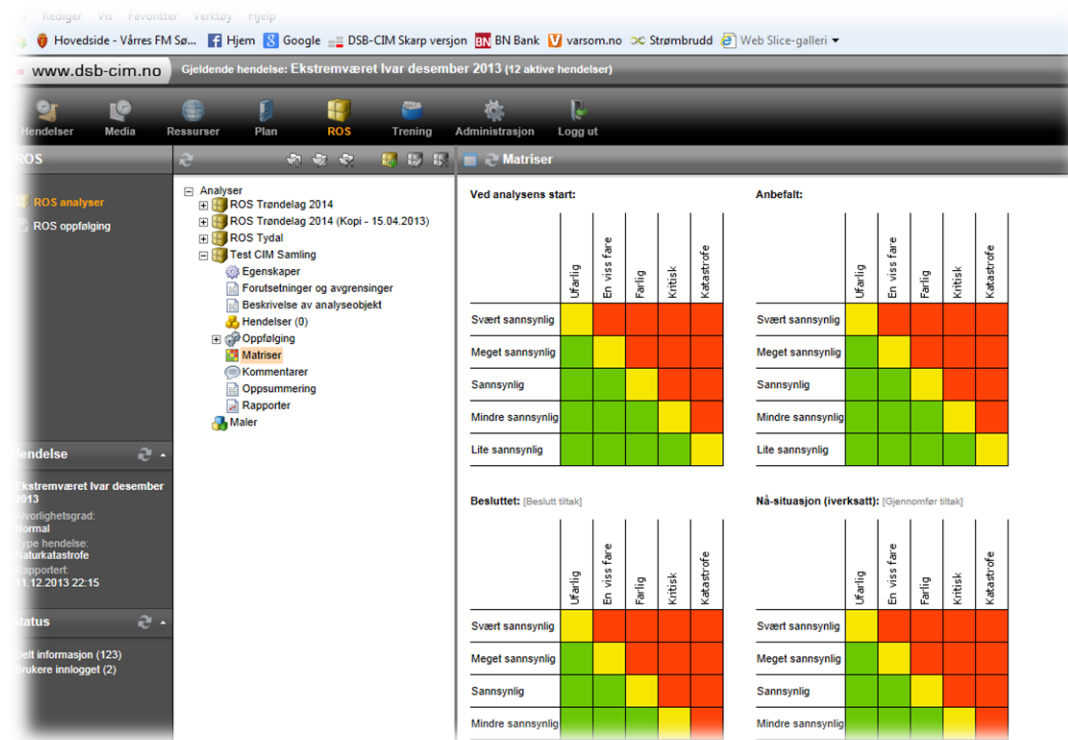 Rediger Vis Favoritter Verktøy Hjelp
Hovedside - Vårres FM Sø... Hjem Google DSB-CIM Skarp versjon BN BN Bank varsom.no Strømbrudd Web Slice-galleri
www.dsb-cim.no Gjeldende hendelse: Ekstremværet Ivar desember 2013 (12 aktive hendelser)
Hendelser Media Ressurser Plan ROS Trening Administrasjon Logg ut
ROS
ROS analyser
ROS oppfølging
Hendelse
Ekstremværet Ivar desember
2013
Alvorlighetsgrad:
Normal
Type hendelse:
Naturkatastrofe
Rapportert:
11.12.2013 22:15
Status
Delt informasjon (123)
Brukere innlogget (2)
Analyser
ROS Trøndelag 2014
ROS Trøndelag 2014 (Kopi - 15.04.2013)
ROS Tydal
Test CIM Samling
Egenskaper
Forutsetninger og avgrensinger
Beskrivelse av analyseobjekt
Hendelser (0)
Oppfølging
Matriser
Kommentarer
Oppsummering
Rapporter
Maler
Matriser
Ved analysens start:
Ufarlig
En viss fare
Farlig
Kritisk
Katastrofe
Svært sannsynlig
Meget sannsynlig
Sannsynlig
Mindre sannsynlig
Lite sannsynlig
Anbefalt:
Ufarlig
En viss fare
Farlig
Kritisk
Katastrofe
Svært sannsynlig
Meget sannsynlig
Sannsynlig
Mindre sannsynlig
Lite sannsynlig
Besluttet: [Beslutt tiltak]
Ufarlig
En viss fare
Farlig
Kritisk
Katastrofe
Svært sannsynlig
Meget sannsynlig
Sannsynlig
Mindre sannsynlig
Nå-situasjon (iverksatt): [Gjennomfør tiltak]
Ufarlig
En viss fare
Farlig
Kritisk
Katastrofe
Svært sannsynlig
Meget sannsynlig
Sannsynlig
Mindre sannsynlig